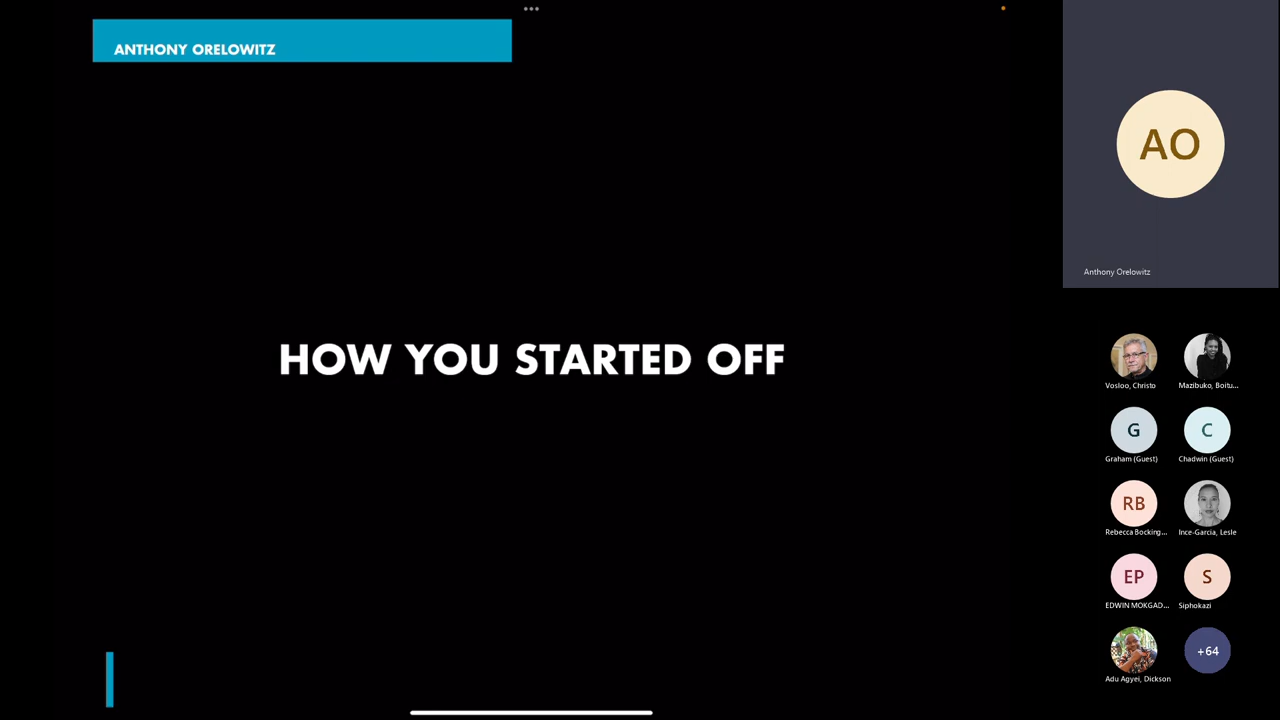 ANTHONY ORELOWITZ
HOW YOU STARTED OFF
AO
Anthony Orelowitz
Vosloo, Christo
Mazibuko, Boitu...
G
C
Graham (Guest)
Chadwin (Guest)
RB
Rebecca Bocking...
Ince-Garcia, Lesle
EP
S
EDWIN MOKGAD...
Siphokazi
+64
Adu Agyei, Dickson